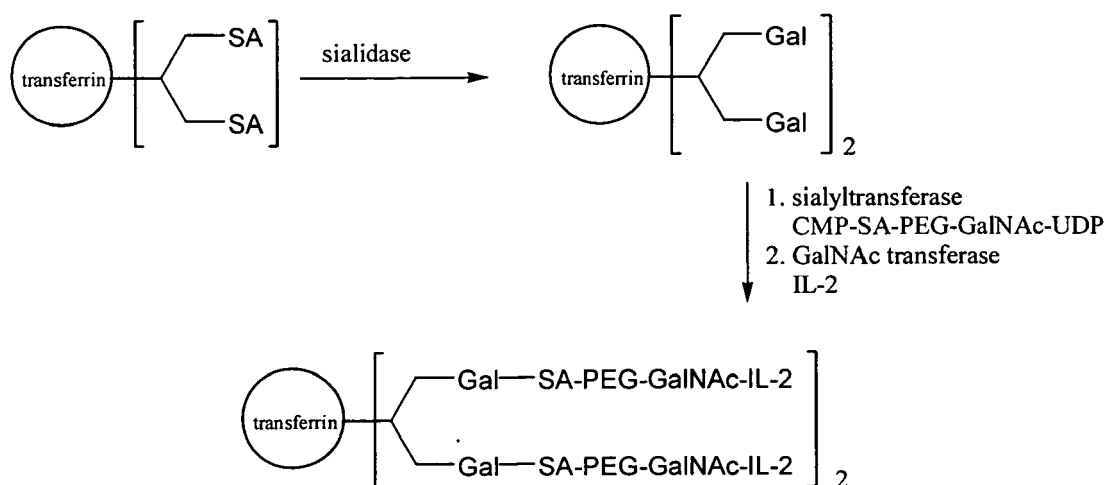 SA
transferrin
SA
sialidase
Gal
transferrin
Gal
2
1. sialyltransferase
CMP-SA-PEG-GalNAc-UDP
2. GalNAc transferase
IL-2
Gal—SA-PEG-GalNAc-IL-2
transferrin
Gal—SA-PEG-GalNAc-IL-2
2